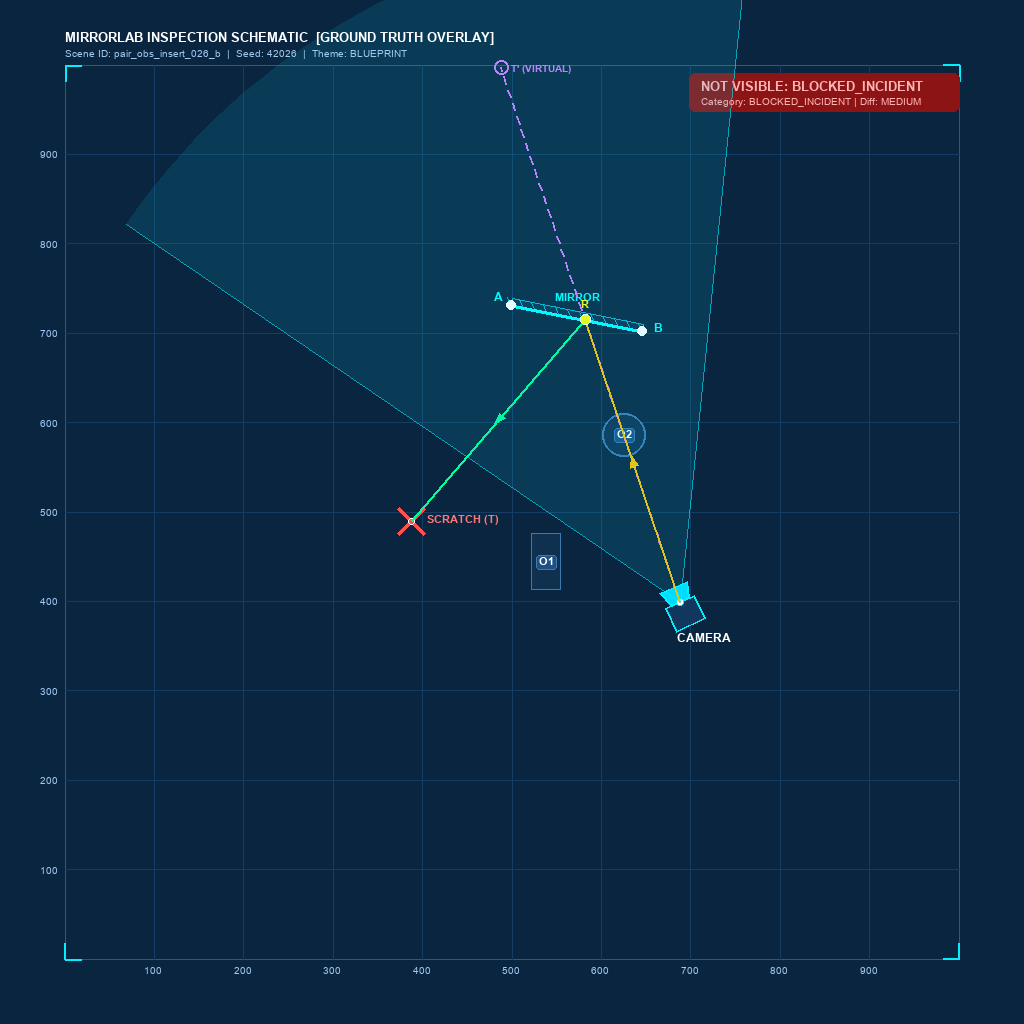 MIRRORLAB INSPECTION SCHEMATIC [GROUND TRUTH OVERLAY]
Scene ID: pair_obs_insert_026_b | Seed: 42026 | Theme: BLUEPRINT
T' (VIRTUAL)
NOT VISIBLE: BLOCKED_INCIDENT
Category: BLOCKED_INCIDENT | Diff: MEDIUM
900
800
A
MIRROR
R
B
700
600
O2
500
SCRATCH (T)
O1
400
CAMERA
300
200
100
100 200 300 400 500 600 700 800 900